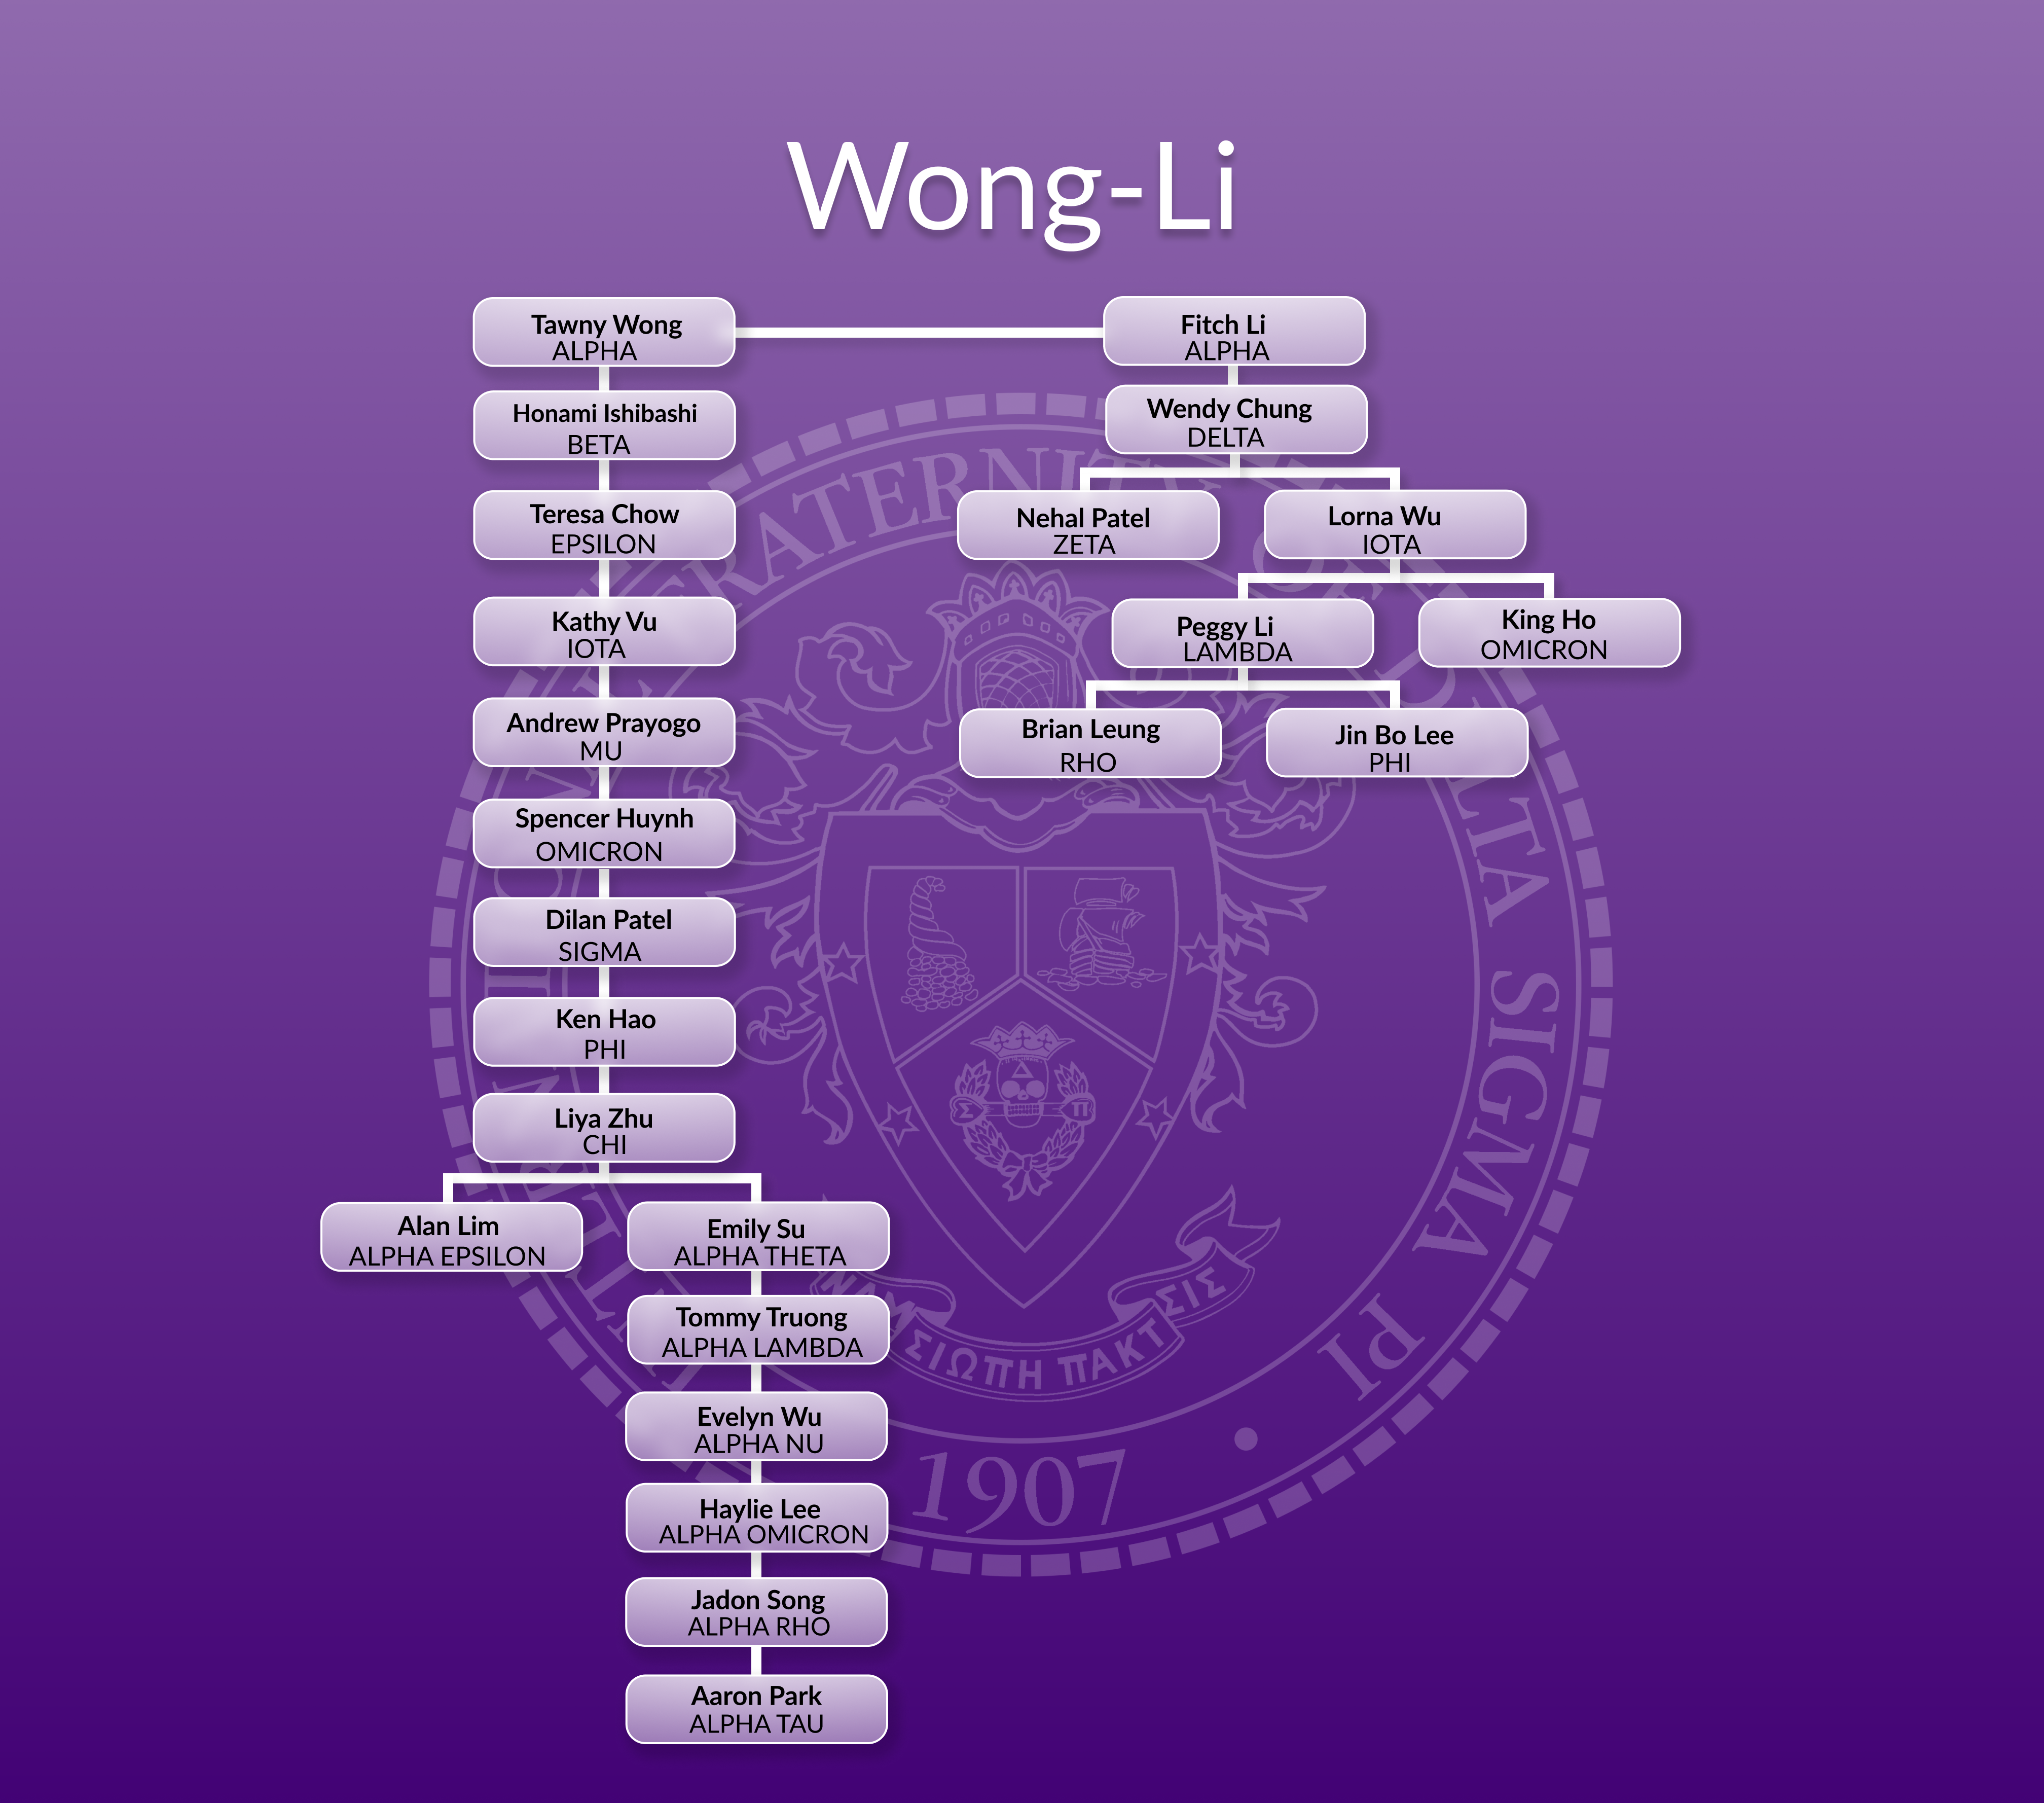 Wong-Li
Tawny Wong
ALPHA
Fitch Li
ALPHA
Honami Ishibashi
BETA
Wendy Chung
DELTA
Teresa Chow
EPSILON
Nehal Patel
ZETA
Lorna Wu
IOTA
Kathy Vu
IOTA
Peggy Li
LAMBDA
King Ho
OMICRON
Andrew Prayogo
MU
Brian Leung
RHO
Jin Bo Lee
PHI
Spencer Huynh
OMICRON
Dilan Patel
SIGMA
Ken Hao
PHI
Liya Zhu
CHI
Alan Lim
ALPHA EPSILON
Emily Su
ALPHA THETA
Tommy Truong
ALPHA LAMBDA
Evelyn Wu
ALPHA NU
Haylie Lee
ALPHA OMICRON
Jadon Song
ALPHA RHO
Aaron Park
ALPHA TAU
SIGMA PI
Σ Π
ΣΙΩΠΗ ΠΑΚΤ ΣΙΣ
1907